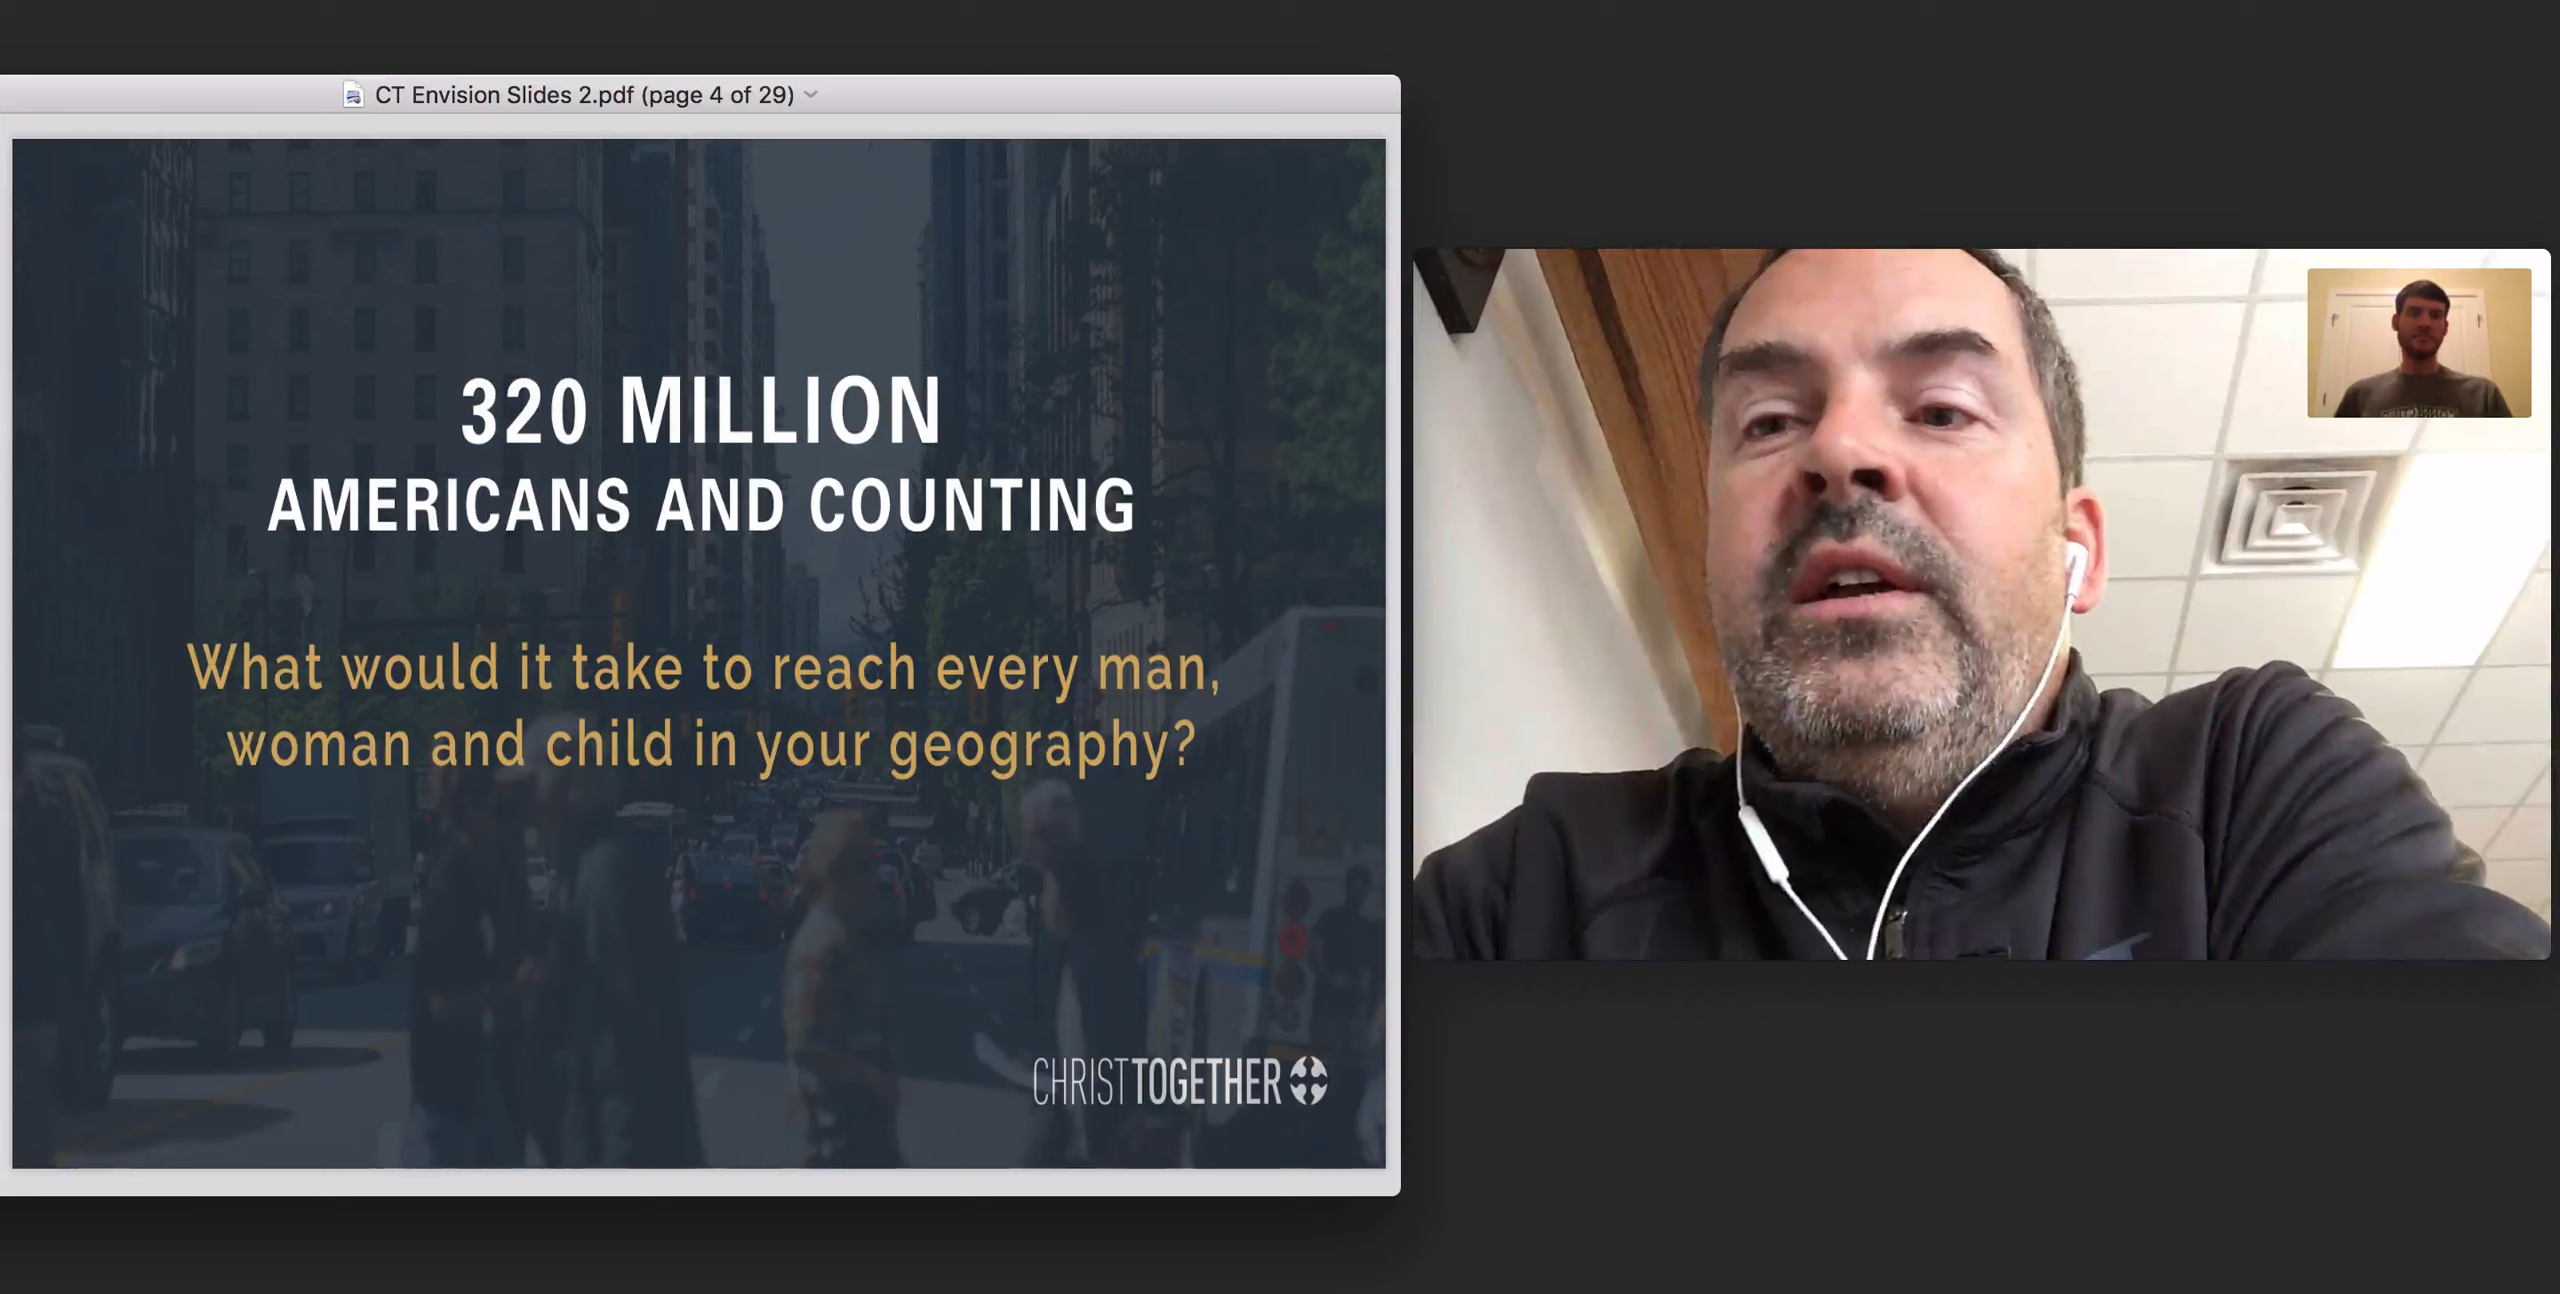 CT Envision Slides 2.pdf (page 4 of 29)
320 MILLION
AMERICANS AND COUNTING
What would it take to reach every man,
woman and child in your geography?
CHRISTTOGETHER